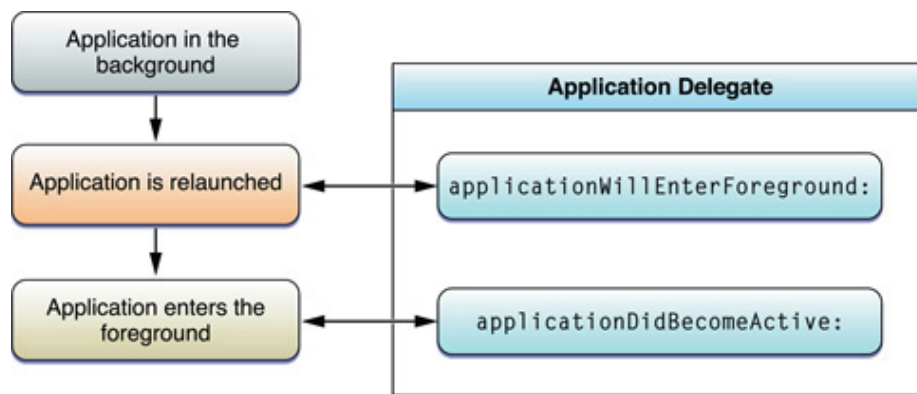 Application in the
background
Application Delegate
Application is relaunched
applicationWillEnterForeground:
Application enters the
foreground
applicationDidBecomeActive: